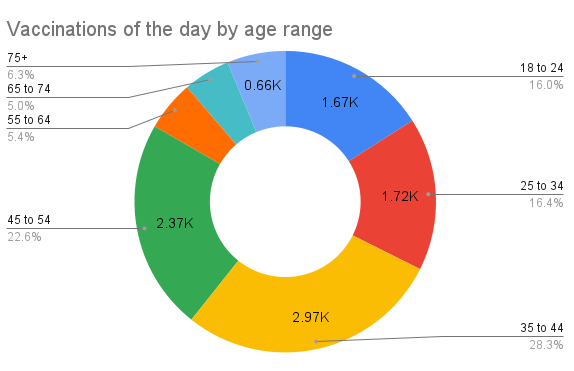 Vaccinations of the day by age range
75+
6.3%
65 to 74
5.0%
55 to 64
5.4%
45 to 54
22.6%
18 to 24
16.0%
25 to 34
16.4%
35 to 44
28.3%
0.66K
1.67K
1.72K
2.37K
2.97K